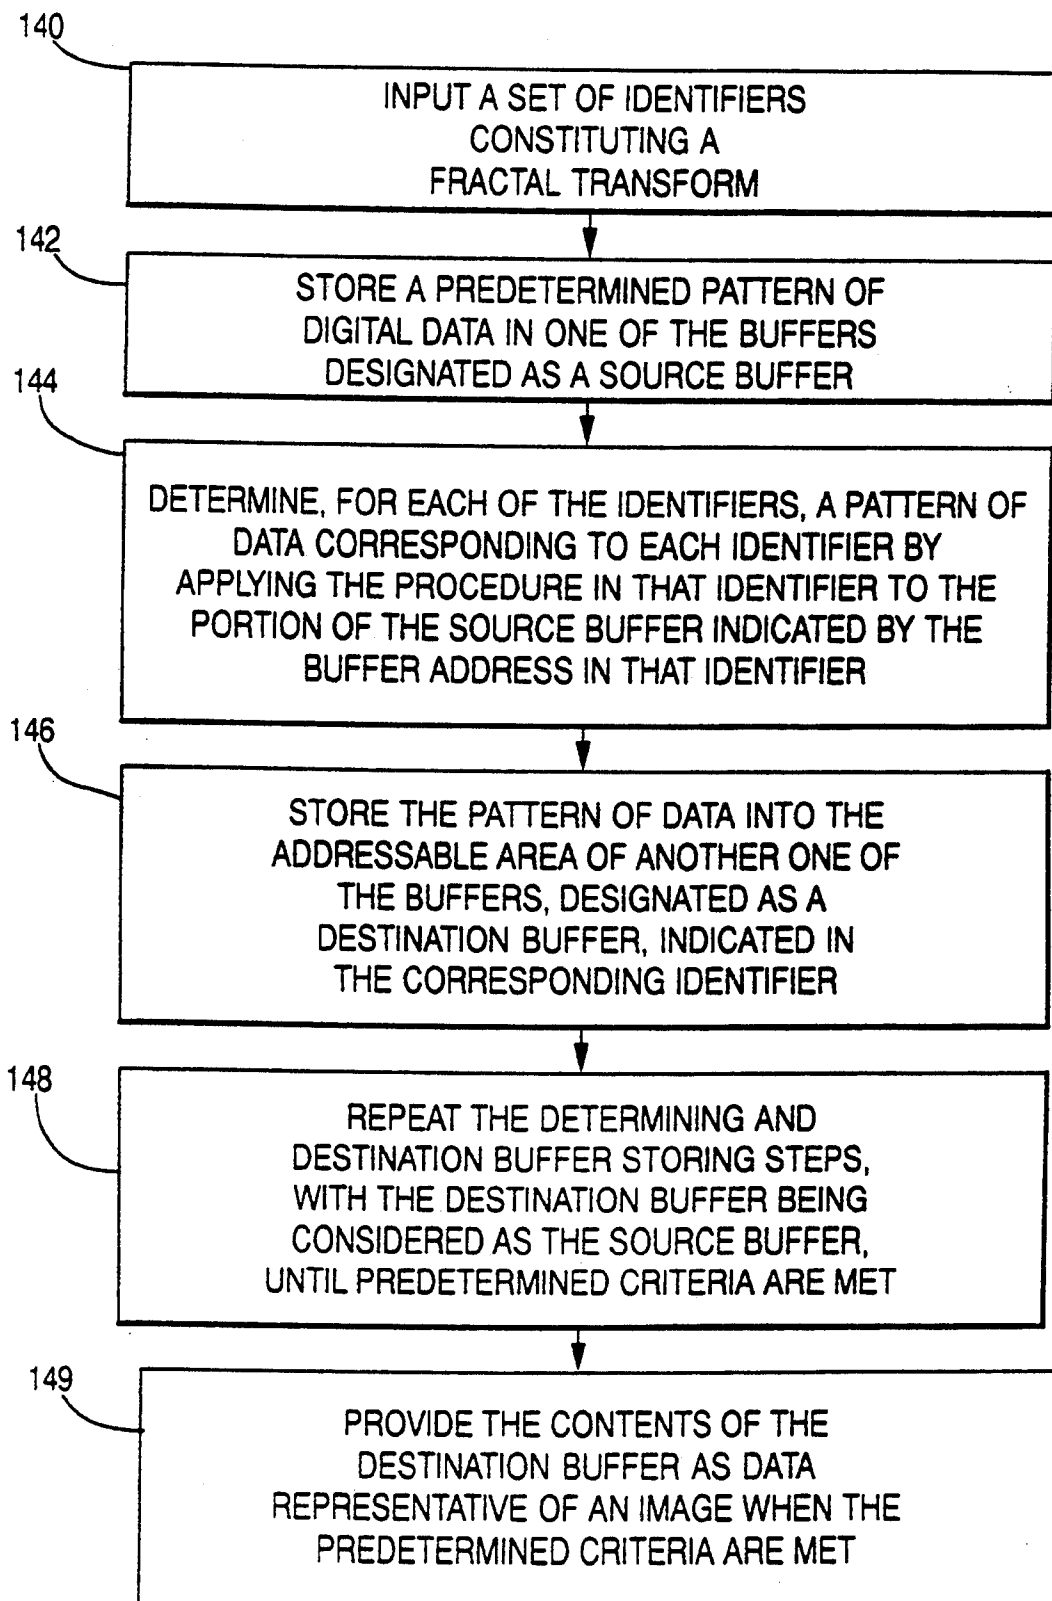 140
INPUT A SET OF IDENTIFIERS
CONSTITUTING A
FRACTAL TRANSFORM
142
STORE A PREDETERMINED PATTERN OF
DIGITAL DATA IN ONE OF THE BUFFERS
DESIGNATED AS A SOURCE BUFFER
144
DETERMINE, FOR EACH OF THE IDENTIFIERS, A PATTERN OF
DATA CORRESPONDING TO EACH IDENTIFIER BY
APPLYING THE PROCEDURE IN THAT IDENTIFIER TO THE
PORTION OF THE SOURCE BUFFER INDICATED BY THE
BUFFER ADDRESS IN THAT IDENTIFIER
146
STORE THE PATTERN OF DATA INTO THE
ADDRESSABLE AREA OF ANOTHER ONE OF
THE BUFFERS, DESIGNATED AS A
DESTINATION BUFFER, INDICATED IN
THE CORRESPONDING IDENTIFIER
148
REPEAT THE DETERMINING AND
DESTINATION BUFFER STORING STEPS,
WITH THE DESTINATION BUFFER BEING
CONSIDERED AS THE SOURCE BUFFER,
UNTIL PREDETERMINED CRITERIA ARE MET
149
PROVIDE THE CONTENTS OF THE
DESTINATION BUFFER AS DATA
REPRESENTATIVE OF AN IMAGE WHEN THE
PREDETERMINED CRITERIA ARE MET